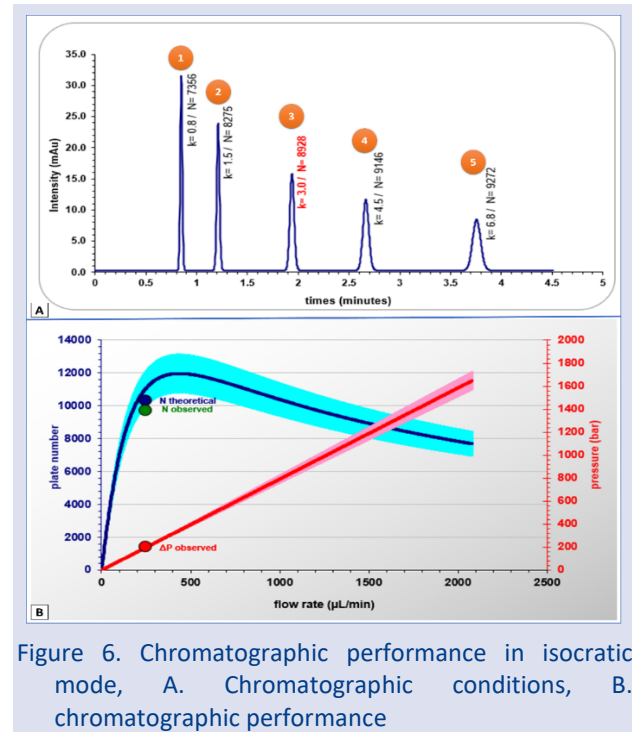 35.0
30.0
25.0
20.0
15.0
10.0
5.0
0.0
Intensity (mAu)
1
2
3
4
5
k= 0.8 / N= 7356
k= 1.5 / N= 8275
k= 3.0 / N= 8928
k= 4.5 / N= 9146
k= 6.8 / N= 9272
0 0.5 1 1.5 2 2.5 3 3.5 4 4.5 5
times (minutes)
A
14000
12000
10000
8000
6000
4000
2000
0
plate number
N theoretical
N observed
ΔP observed
2000
1800
1600
1400
1200
1000
800
600
400
200
0
pressure (bar)
0 500 1000 1500 2000 2500
flow rate (µL/min)
B
Figure 6. Chromatographic performance in isocratic
mode, A. Chromatographic conditions, B.
chromatographic performance